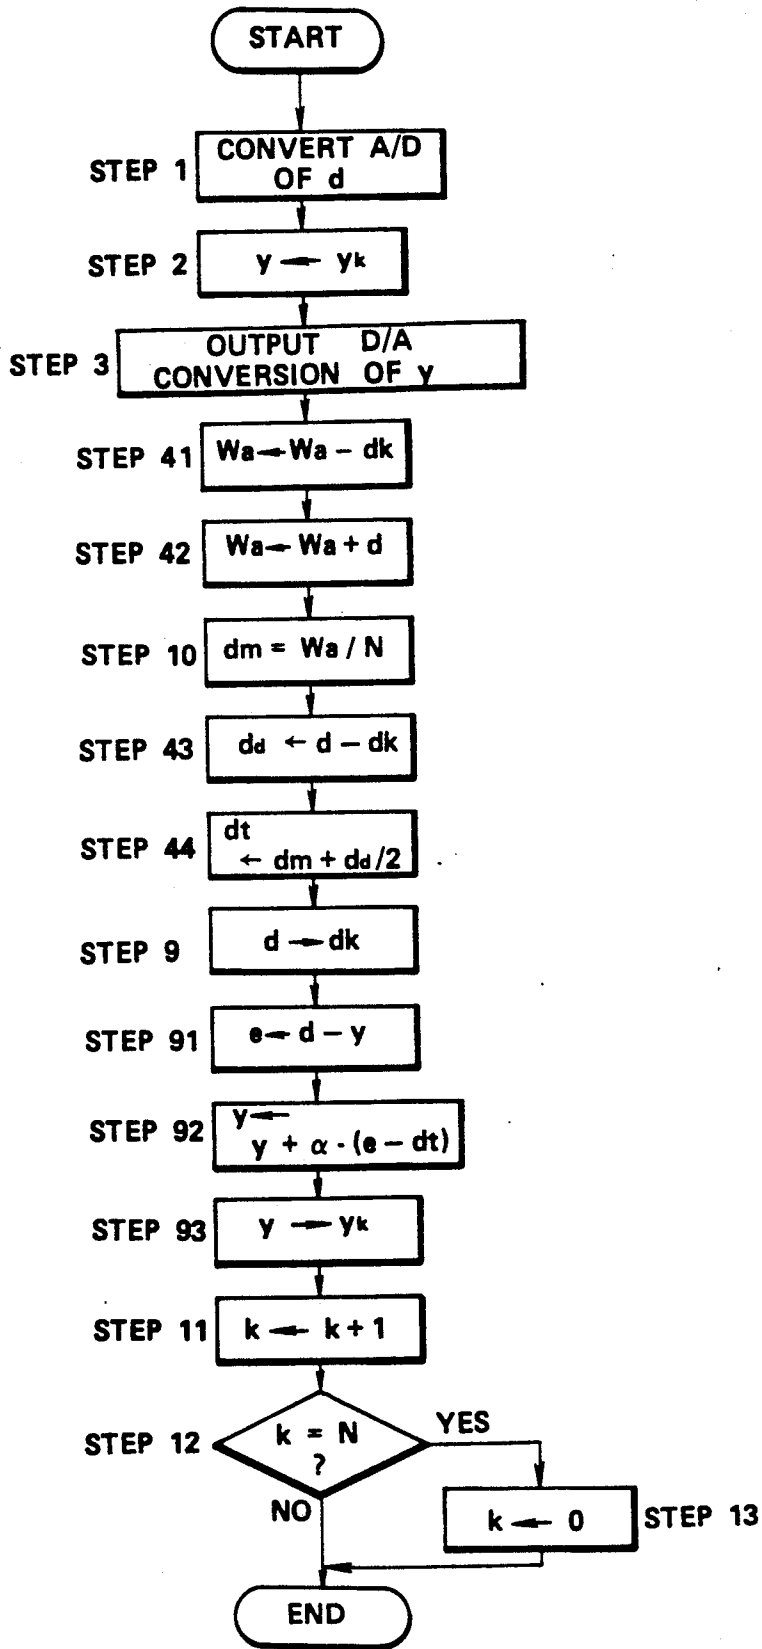 START
STEP 1
CONVERT A/D
OF d
STEP 2
y ← yk
STEP 3
OUTPUT D/A
CONVERSION OF y
STEP 41
Wa←Wa - dk
STEP 42
Wa←Wa + d
STEP 10
dm = Wa / N
STEP 43
dd ← d - dk
STEP 44
dt
← dm + dd/2
STEP 9
d → dk
STEP 91
e← d - y
STEP 92
y←
y + α · (e - dt)
STEP 93
y → yk
STEP 11
k ← k + 1
STEP 12
k = N
?
YES
NO
k ← 0
STEP 13
END